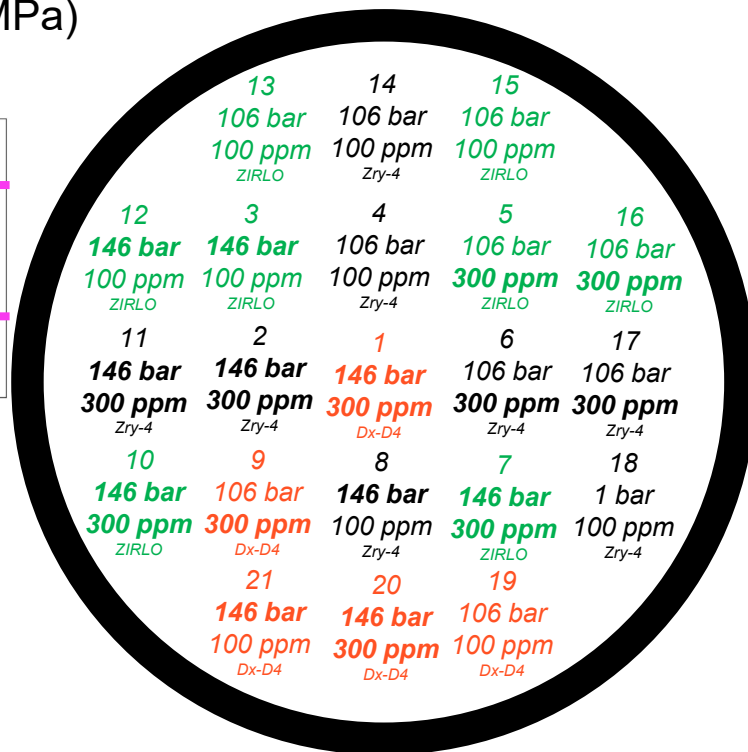 MPa)
13
106 bar
100 ppm
ZIRLO
14
106 bar
100 ppm
Zry-4
15
106 bar
100 ppm
ZIRLO
12
146 bar
100 ppm
ZIRLO
3
146 bar
100 ppm
ZIRLO
4
106 bar
100 ppm
Zry-4
5
106 bar
300 ppm
ZIRLO
16
106 bar
300 ppm
ZIRLO
11
146 bar
300 ppm
Zry-4
2
146 bar
300 ppm
Zry-4
1
146 bar
300 ppm
Dx-D4
6
106 bar
300 ppm
Zry-4
17
106 bar
300 ppm
Zry-4
10
146 bar
300 ppm
ZIRLO
9
106 bar
300 ppm
Dx-D4
8
146 bar
100 ppm
Zry-4
7
146 bar
300 ppm
ZIRLO
18
1 bar
100 ppm
Zry-4
21
146 bar
100 ppm
Dx-D4
20
146 bar
300 ppm
Dx-D4
19
106 bar
100 ppm
Dx-D4